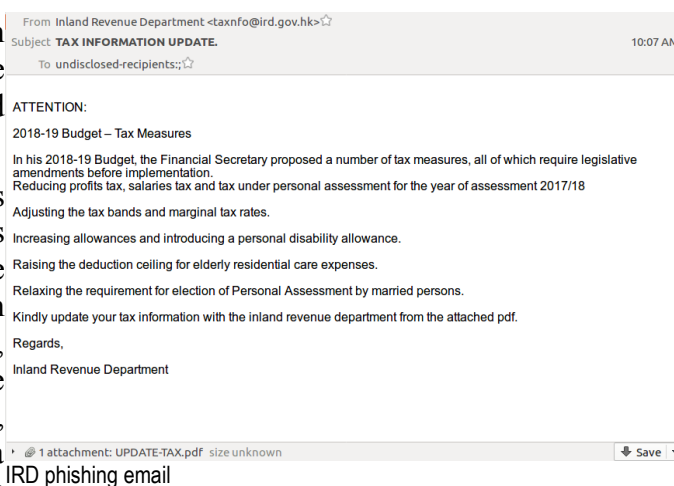 From Inland Revenue Department <taxnfo@ird.gov.hk>
Subject TAX INFORMATION UPDATE. 10:07 AM
To undisclosed-recipients:;
ATTENTION:
2018-19 Budget – Tax Measures
In his 2018-19 Budget, the Financial Secretary proposed a number of tax measures, all of which require legislative
amendments before implementation.
Reducing profits tax, salaries tax and tax under personal assessment for the year of assessment 2017/18
Adjusting the tax bands and marginal tax rates.
Increasing allowances and introducing a personal disability allowance.
Raising the deduction ceiling for elderly residential care expenses.
Relaxing the requirement for election of Personal Assessment by married persons.
Kindly update your tax information with the inland revenue department from the attached pdf.
Regards,
Inland Revenue Department
1 attachment: UPDATE-TAX.pdf size unknown Save
IRD phishing email